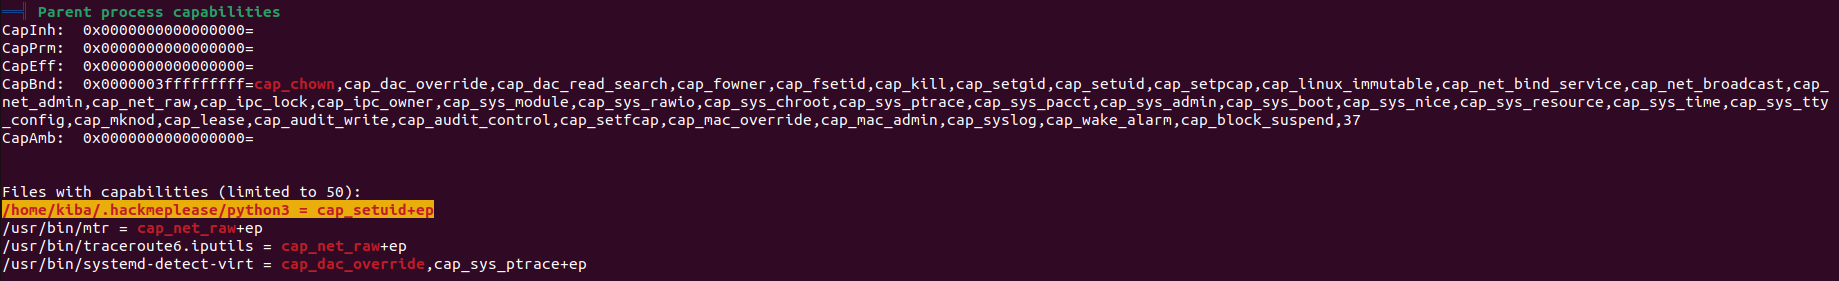 ══╣ Parent process capabilities
CapInh:  0x0000000000000000=
CapPrm:  0x0000000000000000=
CapEff:  0x0000000000000000=
CapBnd:  0x0000003fffffffff=cap_chown,cap_dac_override,cap_dac_read_search,cap_fowner,cap_fsetid,cap_kill,cap_setgid,cap_setuid,cap_setpcap,cap_linux_immutable,cap_net_bind_service,cap_net_broadcast,cap_
net_admin,cap_net_raw,cap_ipc_lock,cap_ipc_owner,cap_sys_module,cap_sys_rawio,cap_sys_chroot,cap_sys_ptrace,cap_sys_pacct,cap_sys_admin,cap_sys_boot,cap_sys_nice,cap_sys_resource,cap_sys_time,cap_sys_tty
_config,cap_mknod,cap_lease,cap_audit_write,cap_audit_control,cap_setfcap,cap_mac_override,cap_mac_admin,cap_syslog,cap_wake_alarm,cap_block_suspend,37
CapAmb:  0x0000000000000000=
Files with capabilities (limited to 50):
/home/kiba/.hackmeplease/python3 = cap_setuid+ep
/usr/bin/mtr = cap_net_raw+ep
/usr/bin/traceroute6.iputils = cap_net_raw+ep
/usr/bin/systemd-detect-virt = cap_dac_override,cap_sys_ptrace+ep